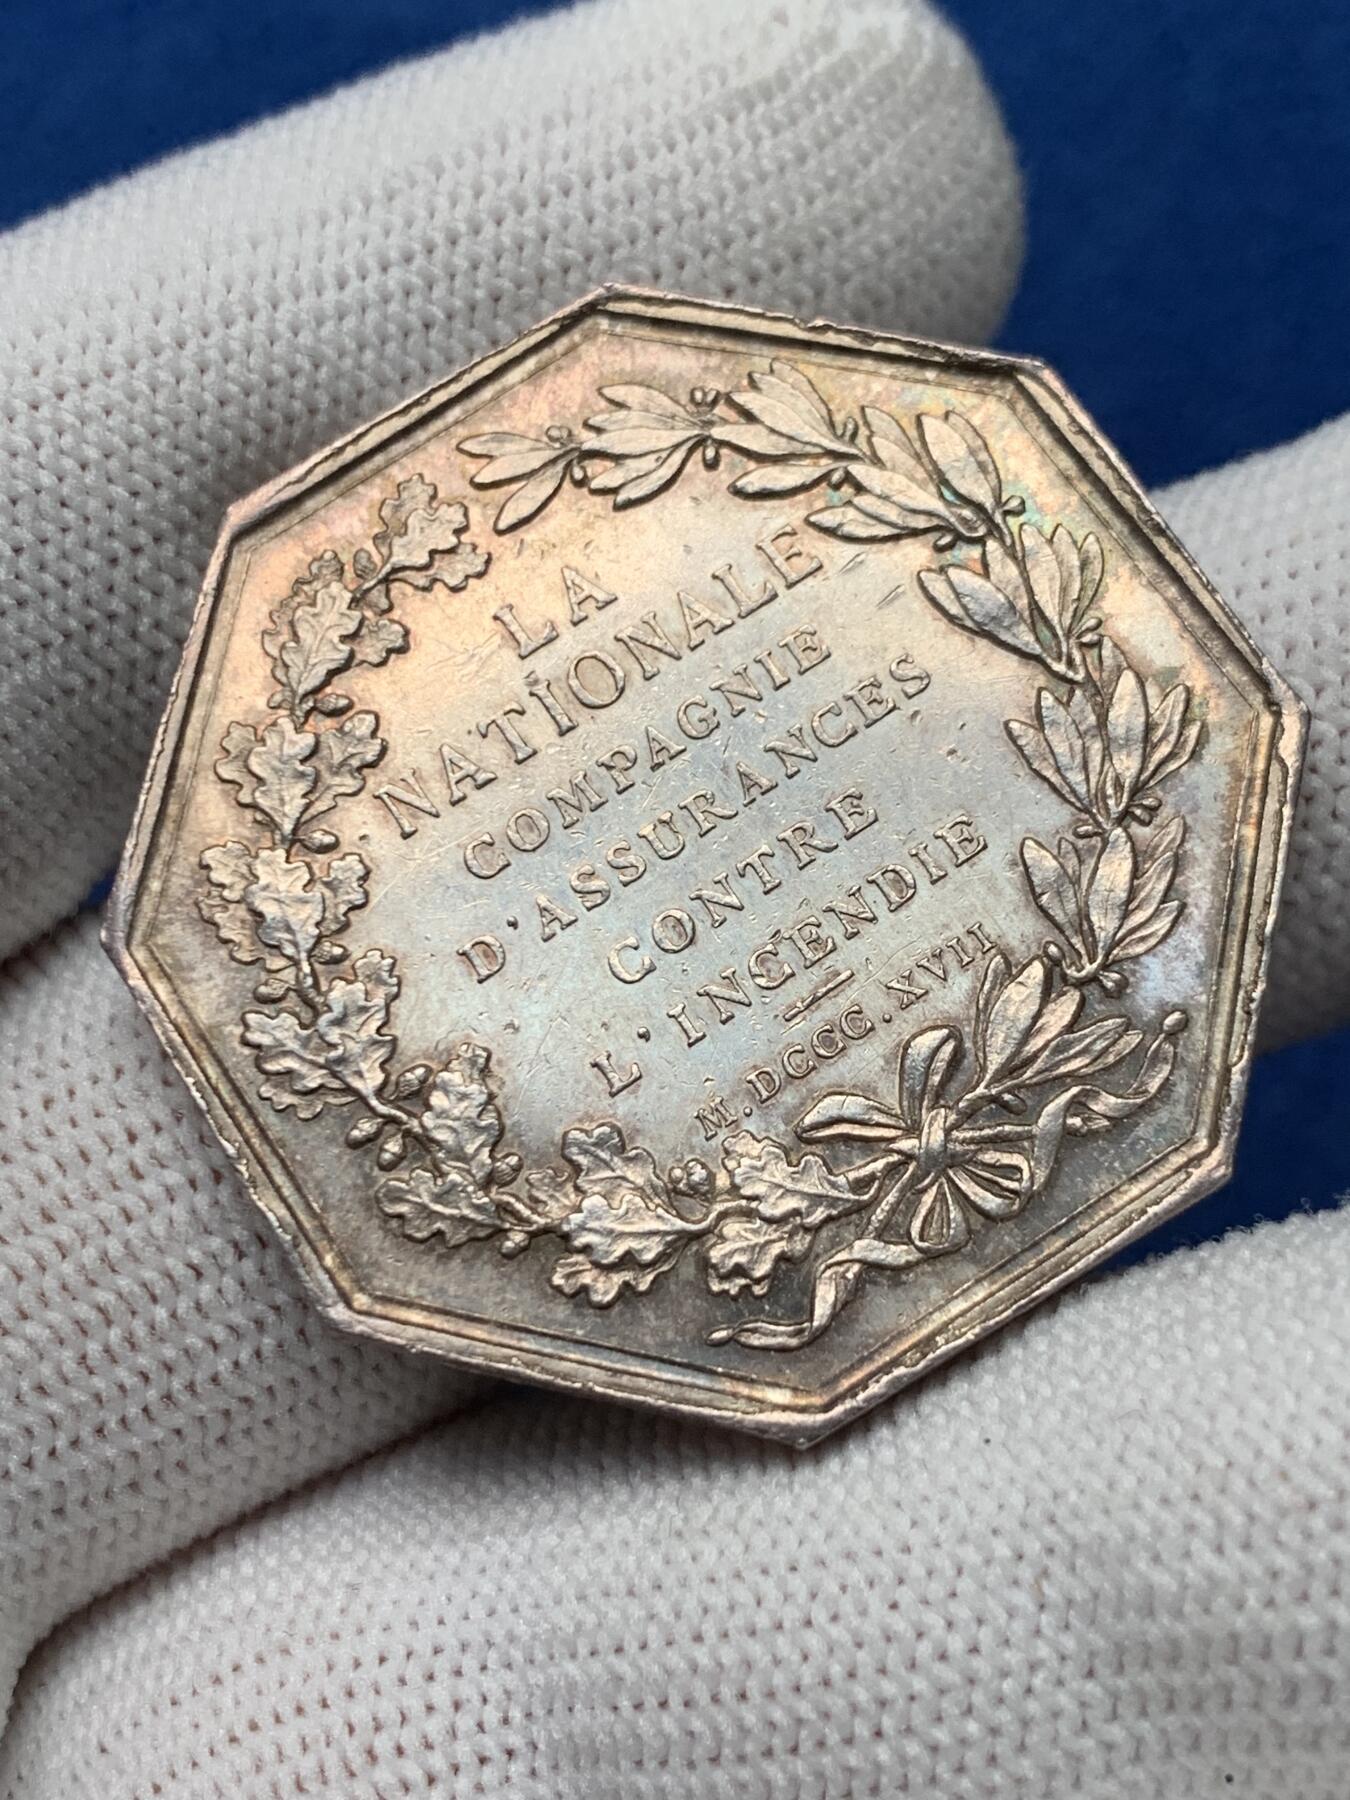 LA
NATIONALE
COMPAGNIE
D'ASSURANCES
CONTRE
L'INCENDIE
M.DCCC.XVII